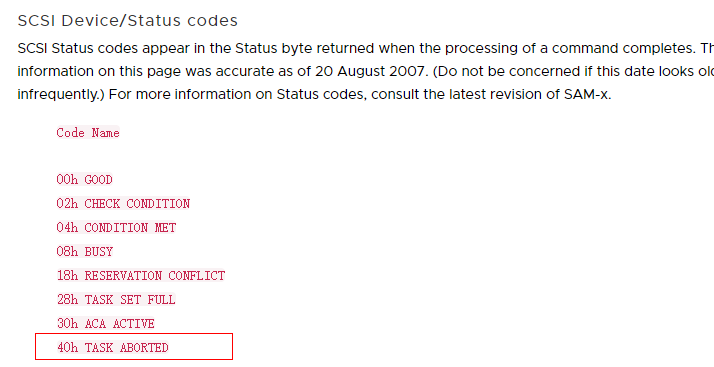 SCSI Device/Status codes
SCSI Status codes appear in the Status byte returned when the processing of a command completes.
information on this page was accurate as of 20 August 2007. (Do not be concerned if this date looks
infrequently.) For more information on Status codes, consult the latest revision of SAM-x.
Code Name
00h GOOD
02h CHECK CONDITION
04h CONDITION MET
08h BUSY
18h RESERVATION CONFLICT
28h TASK SET FULL
30h ACA ACTIVE
40h TASK ABORTED